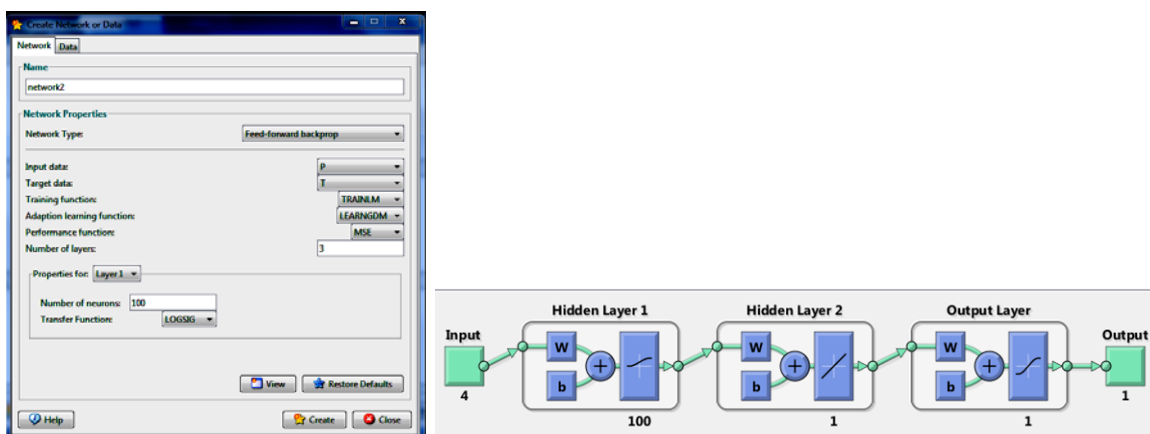 Create Network or Data
Network Data
Name
network2
Network Properties
Network Type: Feed-forward backprop
Input data: P
Target data: T
Training function: TRAINLM
Adaption learning function: LEARNGDM
Performance function: MSE
Number of layers: 3
Properties for: Layer 1
Number of neurons: 100
Transfer Function: LOGSIG
View Restore Defaults
Help Create Close
Hidden Layer 1 Hidden Layer 2 Output Layer
Input Output
W W W
+ + +
b b b
4 1
100 1 1